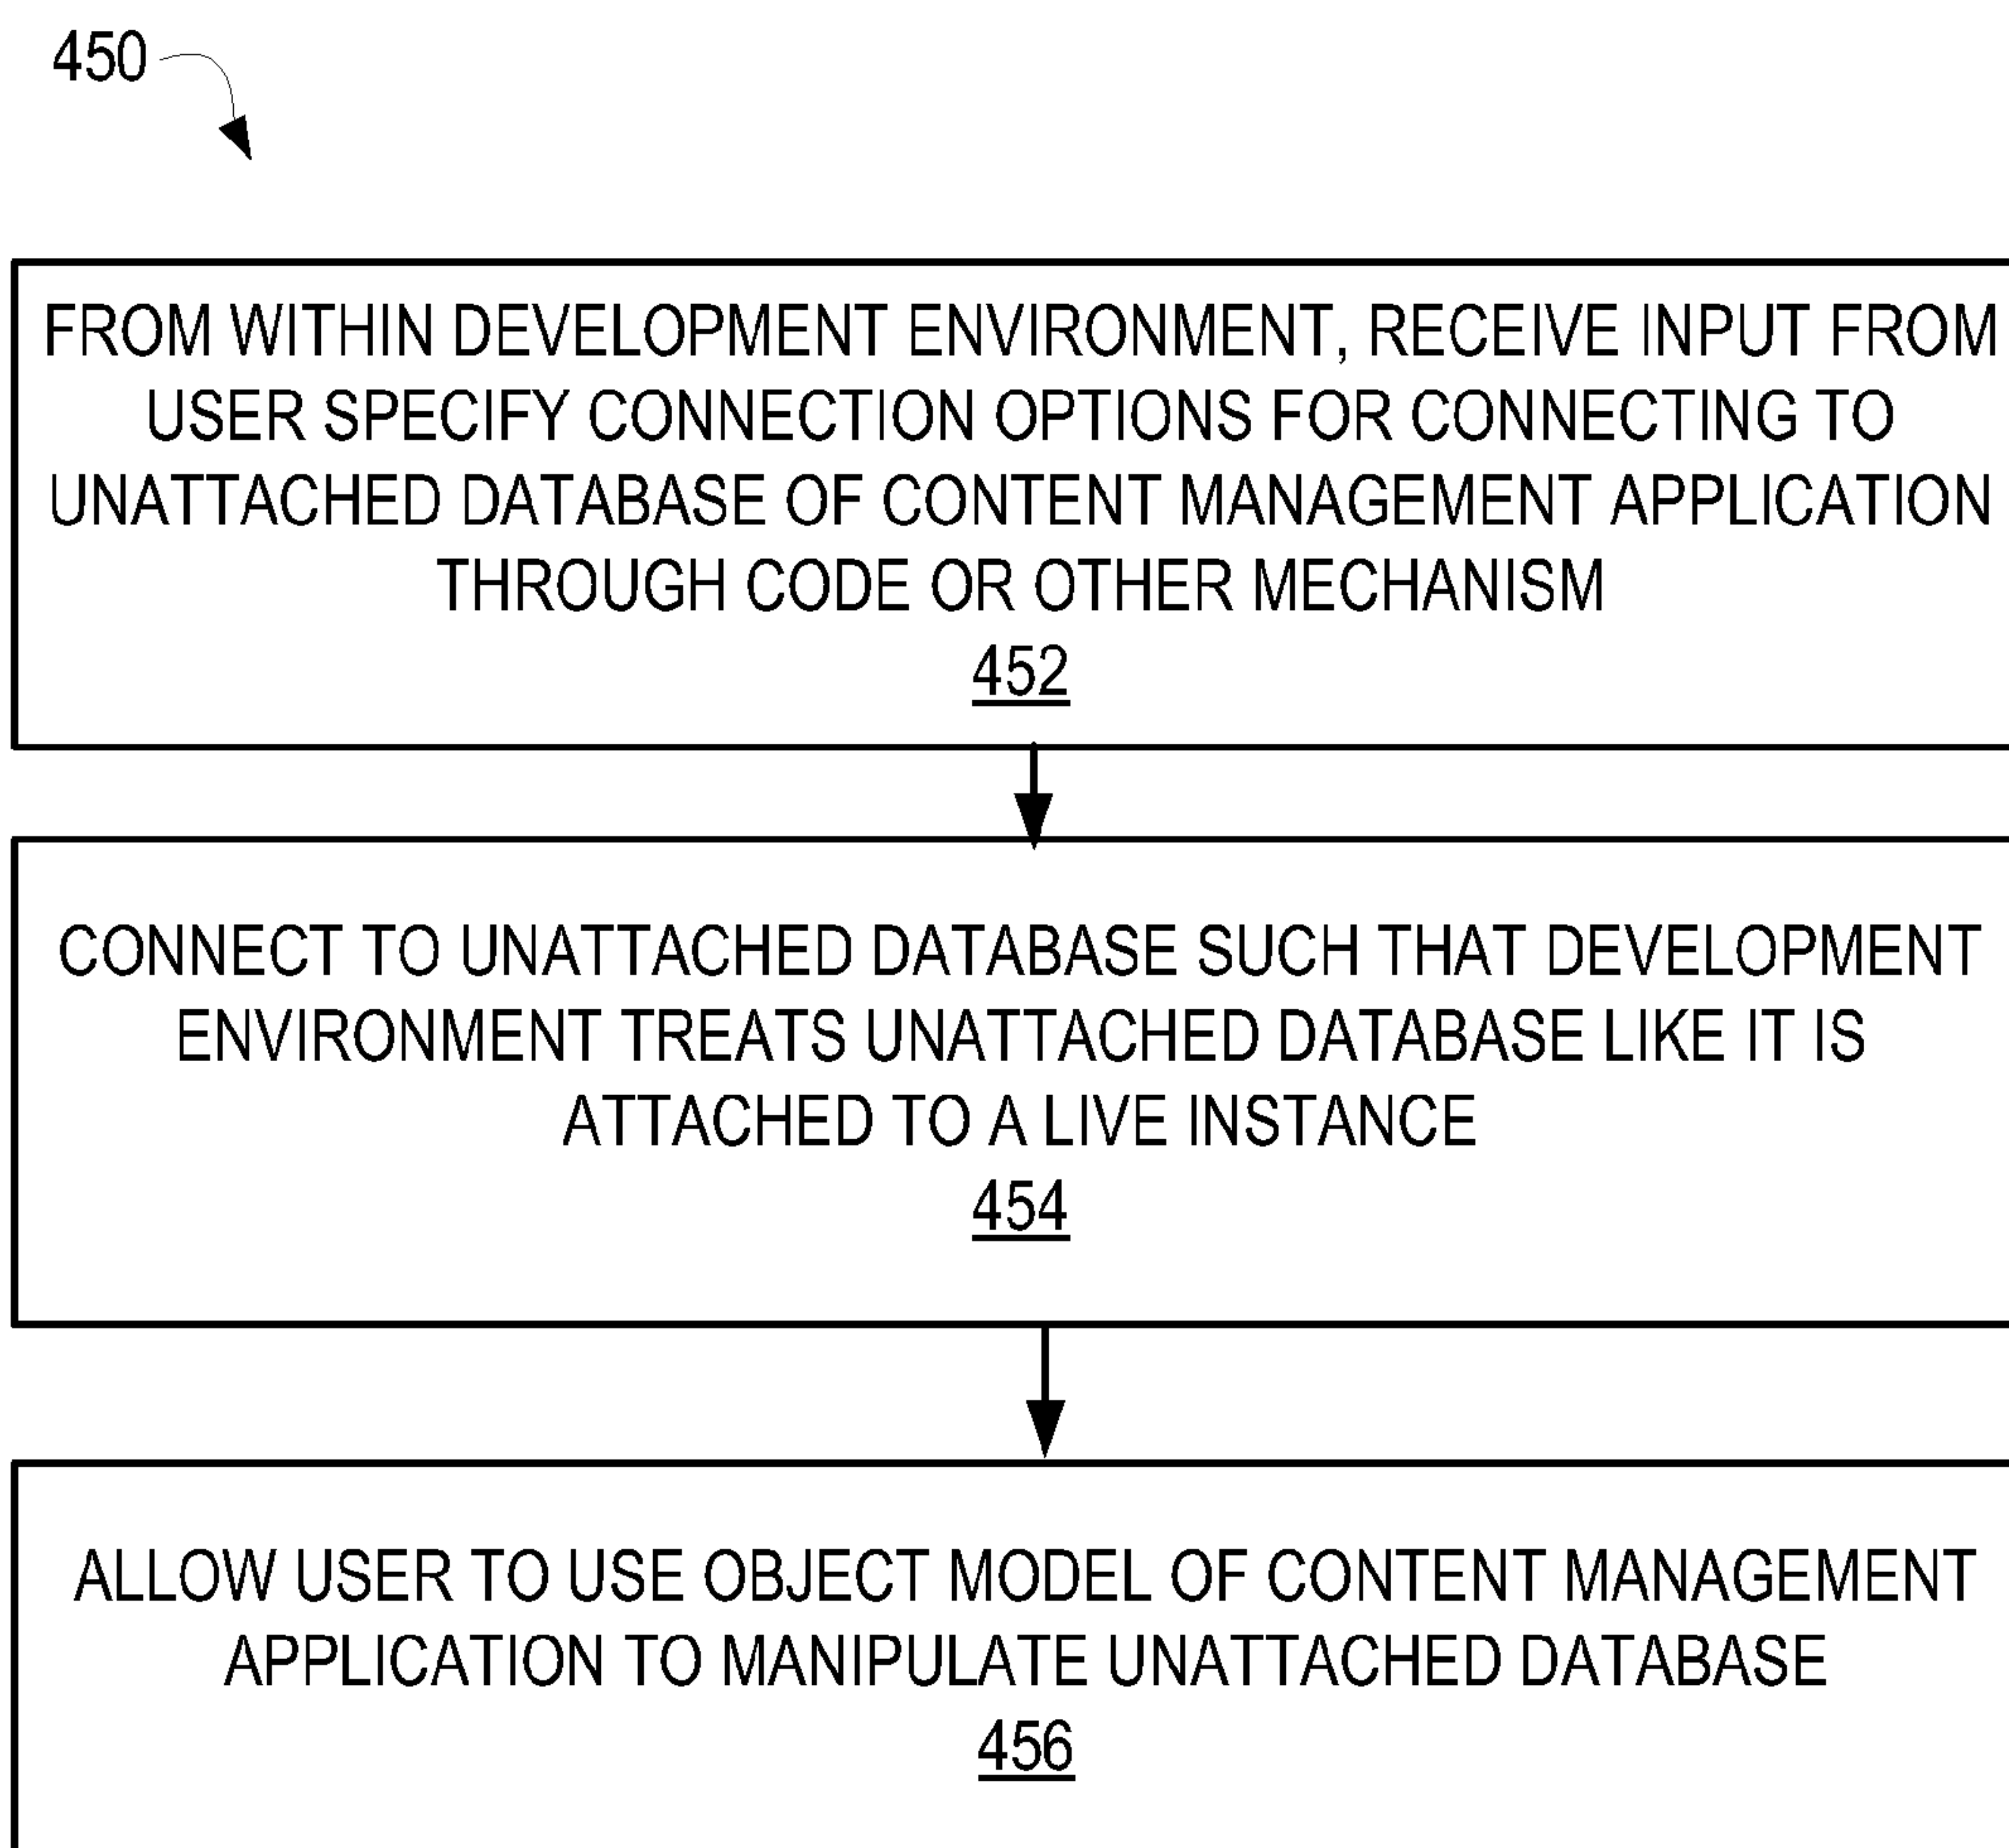 450
FROM WITHIN DEVELOPMENT ENVIRONMENT, RECEIVE INPUT FROM
USER SPECIFY CONNECTION OPTIONS FOR CONNECTING TO
UNATTACHED DATABASE OF CONTENT MANAGEMENT APPLICATION
THROUGH CODE OR OTHER MECHANISM
452
CONNECT TO UNATTACHED DATABASE SUCH THAT DEVELOPMENT
ENVIRONMENT TREATS UNATTACHED DATABASE LIKE IT IS
ATTACHED TO A LIVE INSTANCE
454
ALLOW USER TO USE OBJECT MODEL OF CONTENT MANAGEMENT
APPLICATION TO MANIPULATE UNATTACHED DATABASE
456